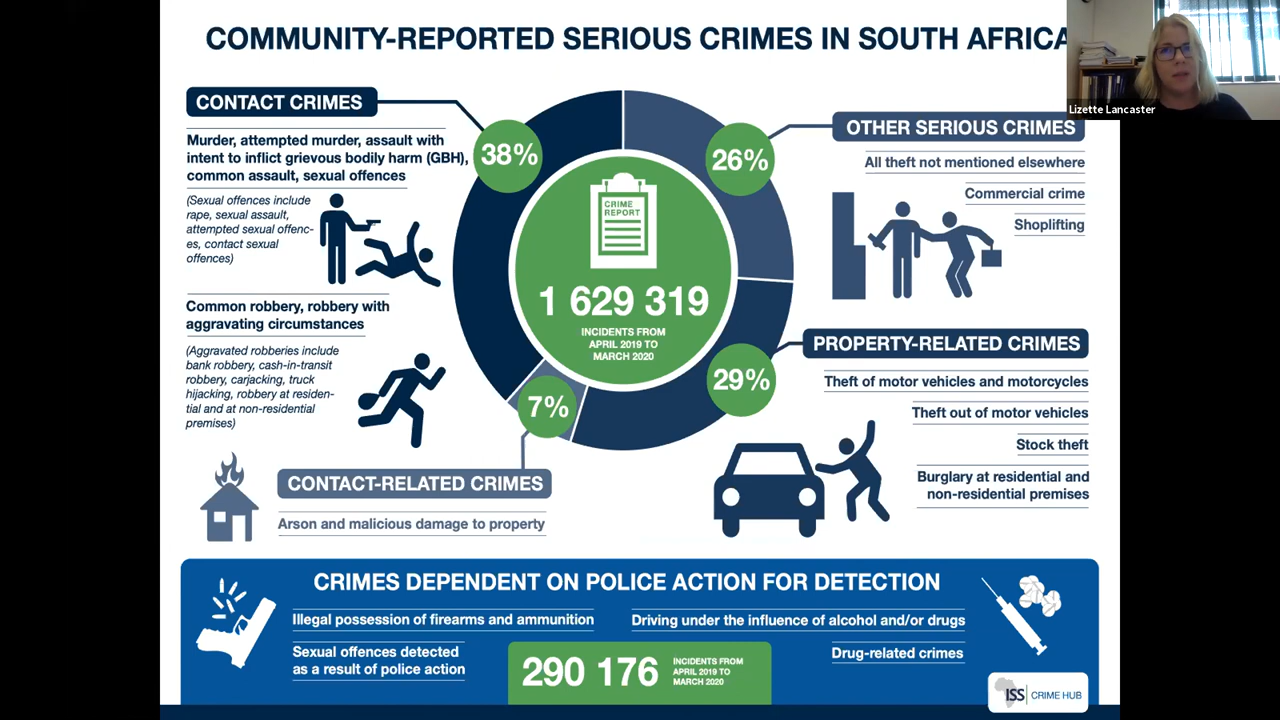 COMMUNITY-REPORTED SERIOUS CRIMES IN SOUTH AFRICA
Lizette Lancaster
CONTACT CRIMES
Murder, attempted murder, assault with
intent to inflict grievous bodily harm (GBH),
common assault, sexual offences
(Sexual offences include
rape, sexual assault,
attempted sexual offenc-
es, contact sexual
offences)
Common robbery, robbery with
aggravating circumstances
(Aggravated robberies include
bank robbery, cash-in-transit
robbery, carjacking, truck
hijacking, robbery at residen-
tial and at non-residential
premises)
38%
26%
29%
7%
CRIME
REPORT
1 629 319
INCIDENTS FROM
APRIL 2019 TO
MARCH 2020
OTHER SERIOUS CRIMES
All theft not mentioned elsewhere
Commercial crime
Shoplifting
PROPERTY-RELATED CRIMES
Theft of motor vehicles and motorcycles
Theft out of motor vehicles
Stock theft
Burglary at residential and
non-residential premises
CONTACT-RELATED CRIMES
Arson and malicious damage to property
CRIMES DEPENDENT ON POLICE ACTION FOR DETECTION
Illegal possession of firearms and ammunition
Driving under the influence of alcohol and/or drugs
Sexual offences detected
as a result of police action
290 176
INCIDENTS FROM
APRIL 2019 TO
MARCH 2020
Drug-related crimes
ISS | CRIME HUB